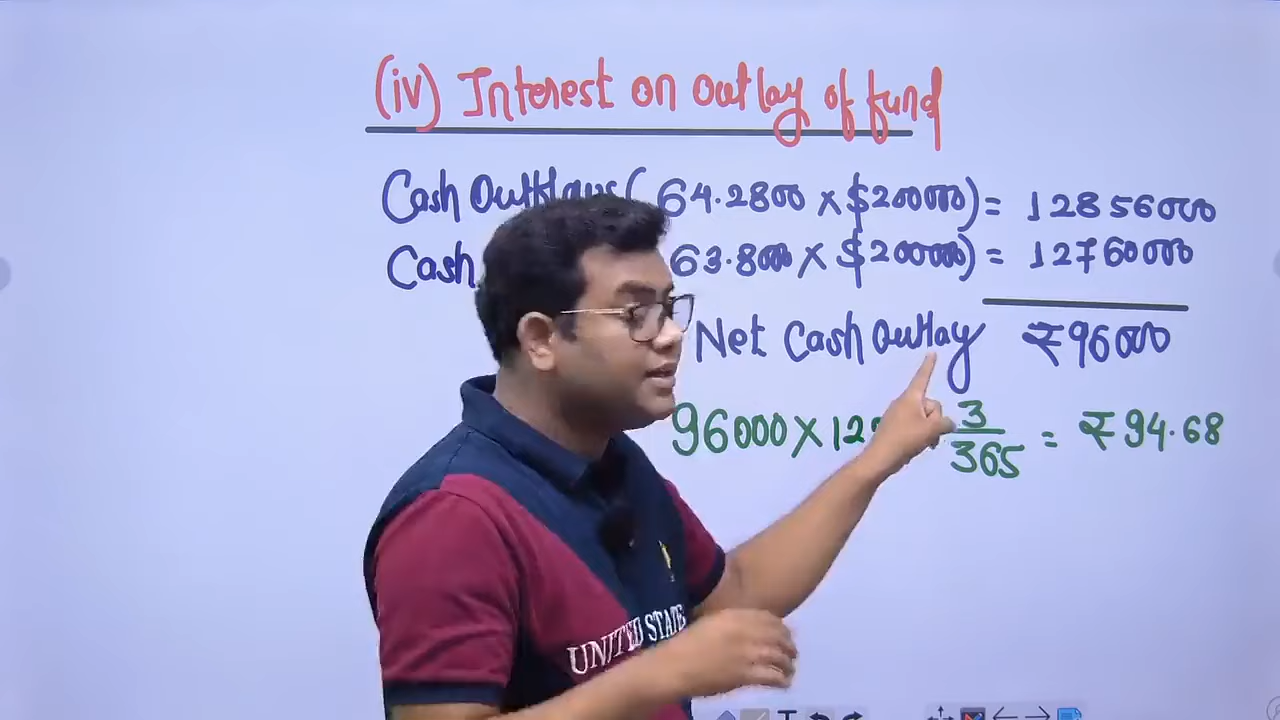 (iv) Interest on outlay of fund
Cash Outflows ( 64.2800 x $200000) = 12856000
Cash 63.8000 x $200000) = 12760000
Net Cash Outlay ₹96000
96000 x 12 3/365 = ₹94.68
UNITED STATE